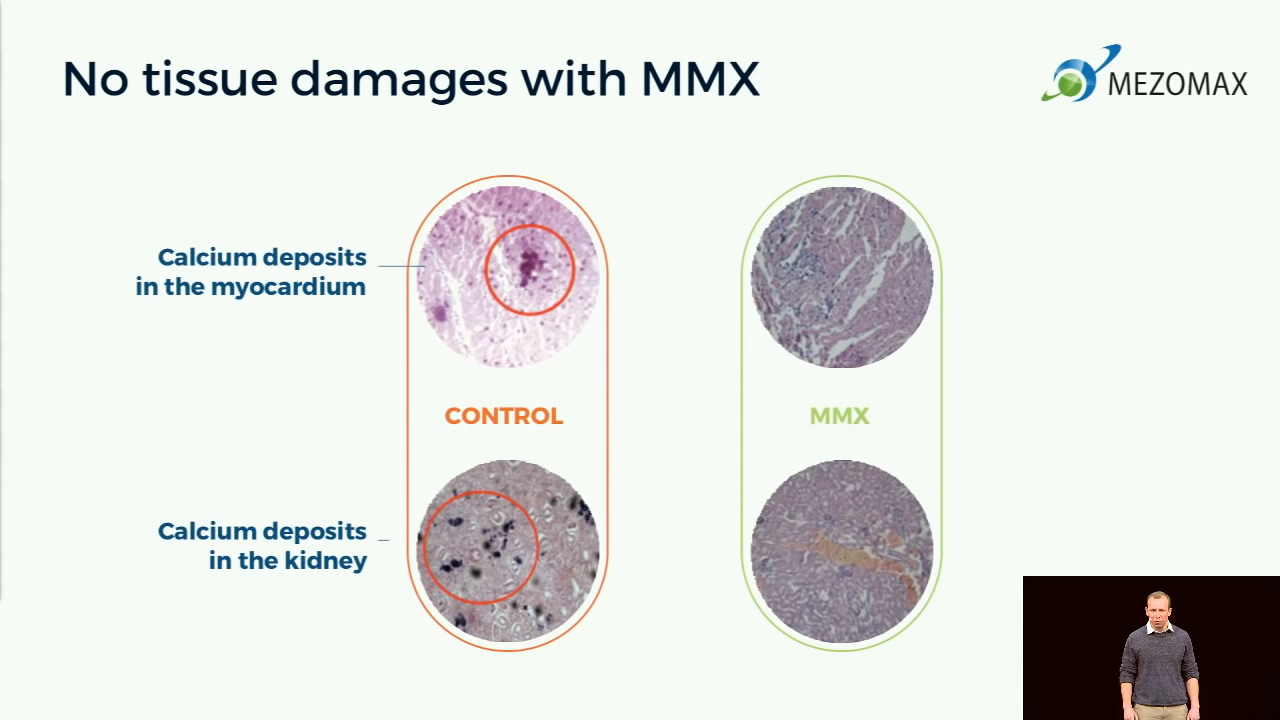 No tissue damages with MMX
MEZOMAX
Calcium deposits
in the myocardium
CONTROL
MMX
Calcium deposits
in the kidney